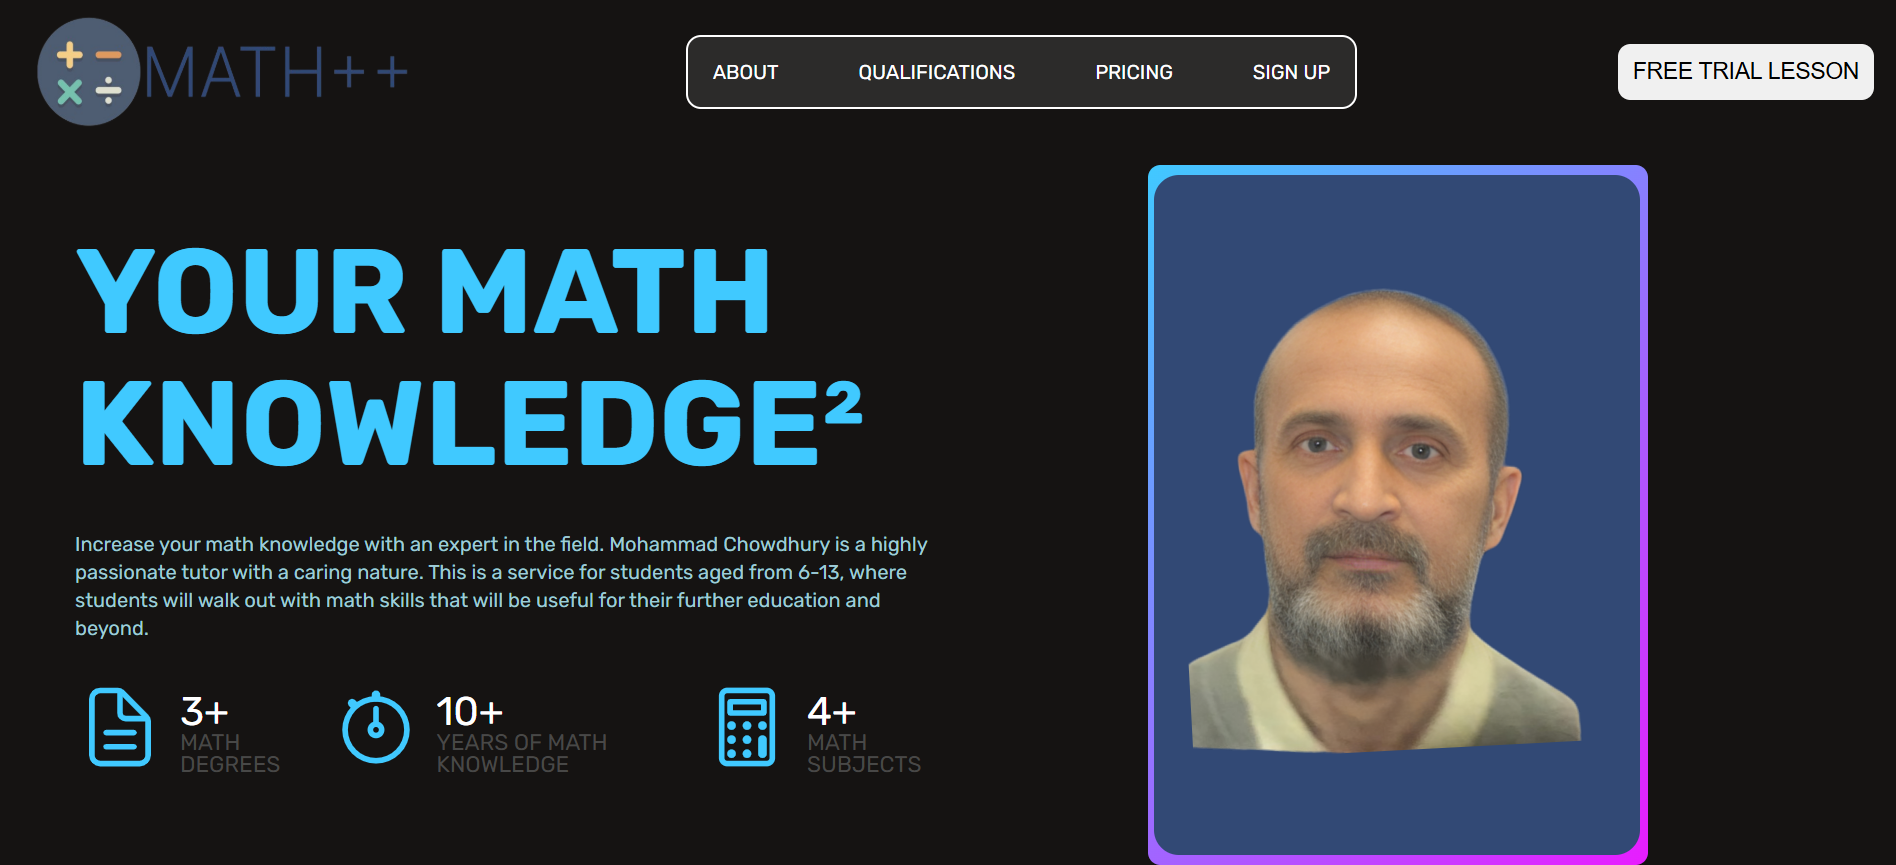 MATH++
ABOUT
QUALIFICATIONS
PRICING
SIGN UP
FREE TRIAL LESSON
YOUR MATH
KNOWLEDGE²
Increase your math knowledge with an expert in the field. Mohammad Chowdhury is a highly
passionate tutor with a caring nature. This is a service for students aged from 6-13, where
students will walk out with math skills that will be useful for their further education and
beyond.
3+
MATH
DEGREES
10+
YEARS OF MATH
KNOWLEDGE
4+
MATH
SUBJECTS